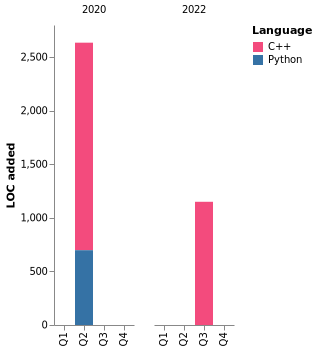 2020 2022
Language
C++
Python
LOC added
2,500
2,000
1,500
1,000
500
0
Q1 Q2 Q3 Q4 Q1 Q2 Q3 Q4